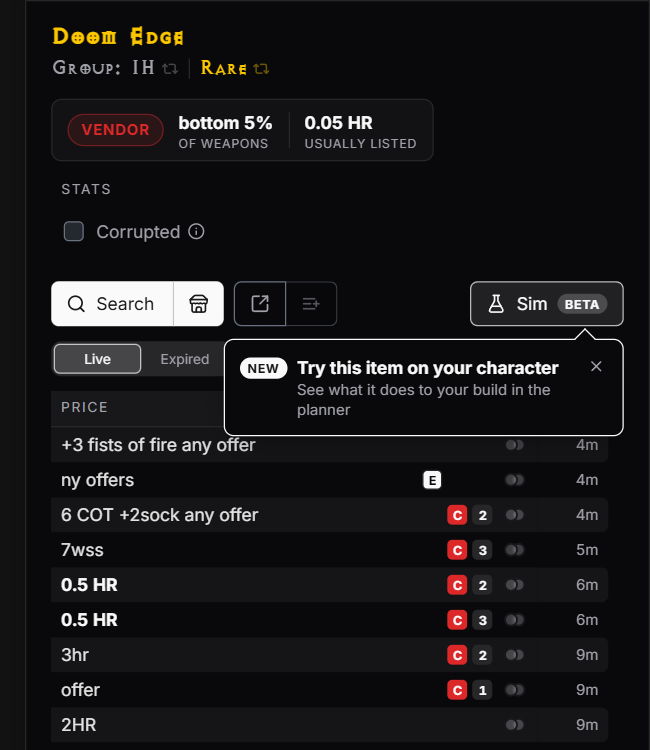 Doom Edge
Group: IH Rare
VENDOR bottom 5% 0.05 HR
OF WEAPONS USUALLY LISTED
STATS
Corrupted
Search Sim BETA
Live Expired
NEW Try this item on your character
See what it does to your build in the
planner
PRICE
+3 fists of fire any offer 4m
ny offers E 4m
6 COT +2sock any offer C 2 4m
7wss C 3 5m
0.5 HR C 2 6m
0.5 HR C 3 6m
3hr C 2 9m
offer C 1 9m
2HR 9m